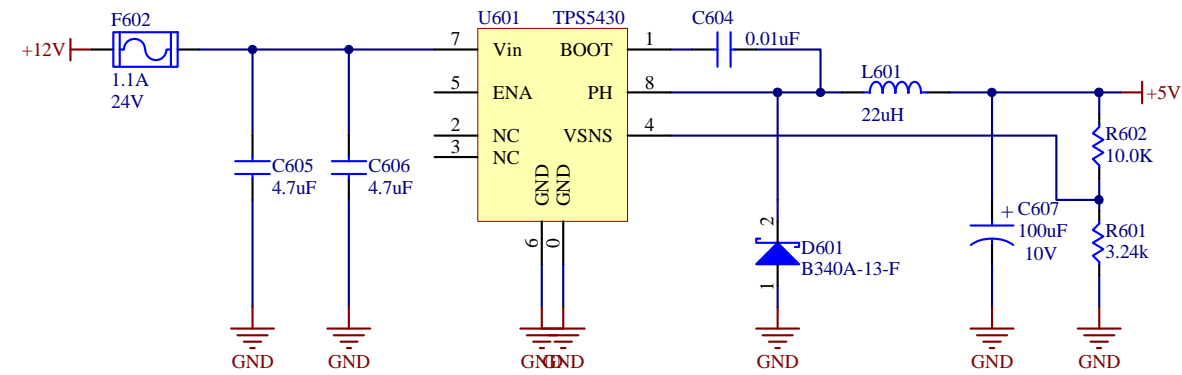 F602
+12V
1.1A
24V
C605
4.7uF
C606
4.7uF
U601
TPS5430
7
Vin
5
ENA
2
NC
3
NC
BOOT
1
PH
8
VSNS
4
GND
GND
6
0
C604
0.01uF
L601
22uH
+5V
R602
10.0K
R601
3.24k
+
C607
100uF
10V
2
D601
B340A-13-F
1
GND
GND
GND
GND
GND
GND
GND